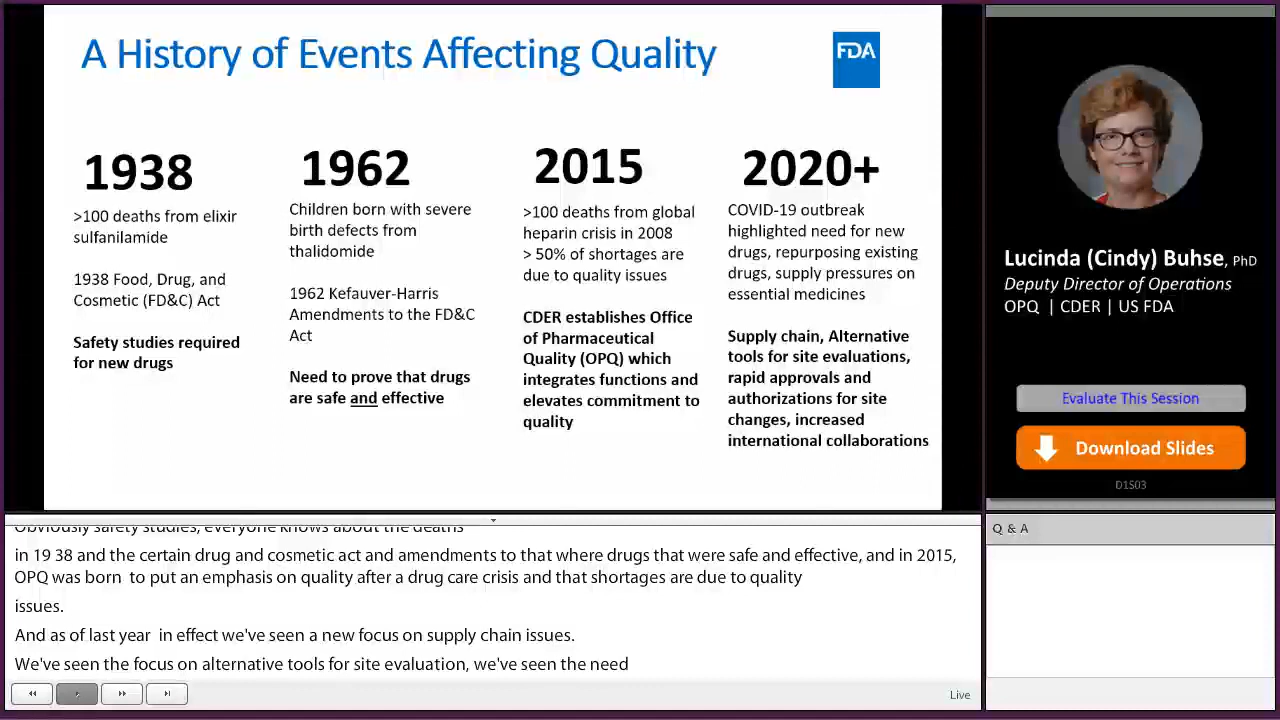 A History of Events Affecting Quality
FDA
1938
>100 deaths from elixir
sulfanilamide
1938 Food, Drug, and
Cosmetic (FD&C) Act
Safety studies required
for new drugs
1962
Children born with severe
birth defects from
thalidomide
1962 Kefauver-Harris
Amendments to the FD&C
Act
Need to prove that drugs
are safe and effective
2015
>100 deaths from global
heparin crisis in 2008
> 50% of shortages are
due to quality issues
CDER establishes Office
of Pharmaceutical
Quality (OPQ) which
integrates functions and
elevates commitment to
quality
2020+
COVID-19 outbreak
highlighted need for new
drugs, repurposing existing
drugs, supply pressures on
essential medicines
Supply chain, Alternative
tools for site evaluations,
rapid approvals and
authorizations for site
changes, increased
international collaborations
Lucinda (Cindy) Buhse, PhD
Deputy Director of Operations
OPQ | CDER | US FDA
Evaluate This Session
Download Slides
D1S03
Obviously safety studies, everyone knows about the deaths
in 19 38 and the certain drug and cosmetic act and amendments to that where drugs that were safe and effective, and in 2015,
OPQ was born to put an emphasis on quality after a drug care crisis and that shortages are due to quality
issues.
And as of last year in effect we've seen a new focus on supply chain issues.
We've seen the focus on alternative tools for site evaluation, we've seen the need
Live
Q & A